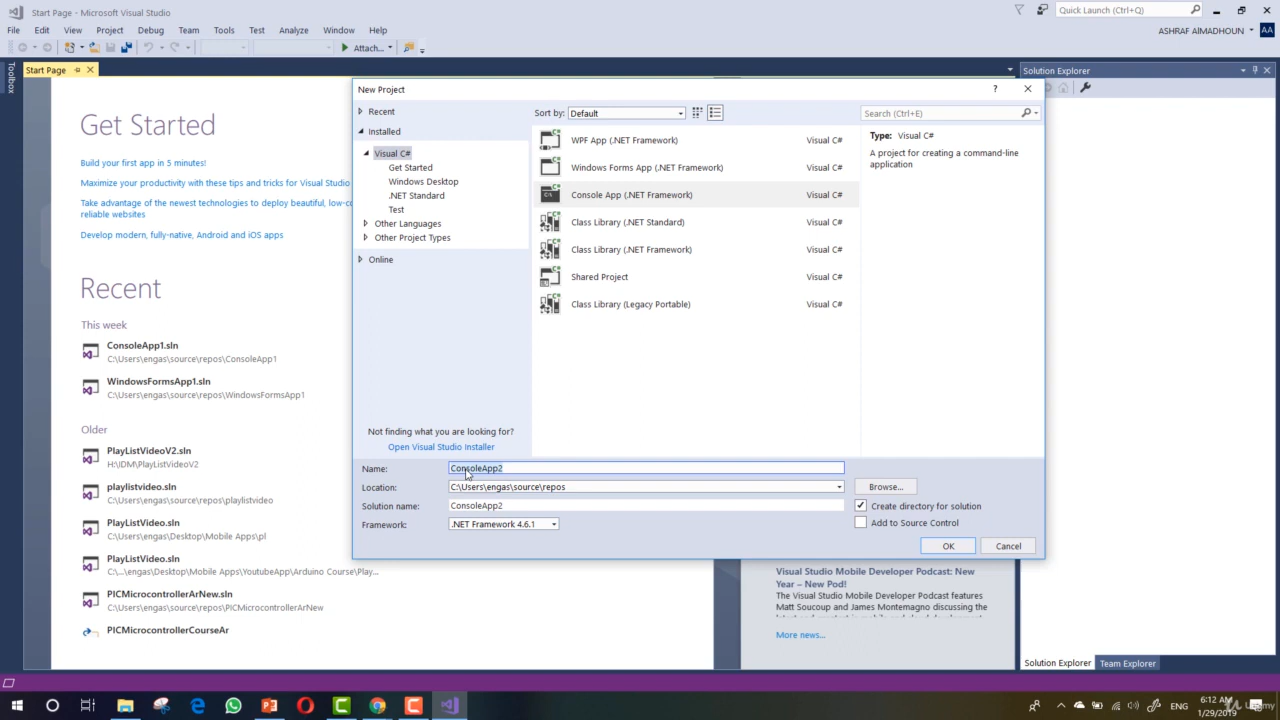 Start Page - Microsoft Visual Studio
Quick Launch (Ctrl+Q)
File Edit View Project Debug Team Tools Test Analyze Window Help
ASHRAF AIMADHOUN AA
Attach...
Toolbox
Start Page
Solution Explorer
Get Started
Build your first app in 5 minutes!
Maximize your productivity with these tips and tricks for Visual Studio
Take advantage of the newest technologies to deploy beautiful, low-co
reliable websites
Develop modern, fully-native, Android and iOS apps
Recent
This week
ConsoleApp1.sln
C:\Users\engas\source\repos\ConsoleApp1
WindowsFormsApp1.sln
C:\Users\engas\source\repos\WindowsFormsApp1
Older
PlayListVideoV2.sln
H:\IDM\PlayListVideoV2
playlistvideo.sln
C:\Users\engas\source\repos\playlistvideo
PlayListVideo.sln
C:\Users\engas\Desktop\Mobile Apps\pl
PlayListVideo.sln
C:\...\engas\Desktop\Mobile Apps\YoutubeApp\Arduino Course\Play...
PICMicrocontrollerArNew.sln
C:\Users\engas\source\repos\PICMicrocontrollerArNew
PICMicrocontrollerCourseAr
New Project
?
Recent
Installed
Visual C#
Get Started
Windows Desktop
.NET Standard
Test
Other Languages
Other Project Types
Online
Not finding what you are looking for?
Open Visual Studio Installer
Sort by: Default
Search (Ctrl+E)
WPF App (.NET Framework) Visual C#
Windows Forms App (.NET Framework) Visual C#
Console App (.NET Framework) Visual C#
Class Library (.NET Standard) Visual C#
Class Library (.NET Framework) Visual C#
Shared Project Visual C#
Class Library (Legacy Portable) Visual C#
Type: Visual C#
A project for creating a command-line
application
Name: ConsoleApp2
Location: C:\Users\engas\source\repos Browse...
Solution name: ConsoleApp2 Create directory for solution
Framework: .NET Framework 4.6.1 Add to Source Control
OK Cancel
Visual Studio Mobile Developer Podcast: New
Year – New Pod!
The Visual Studio Mobile Developer Podcast features
Matt Soucoup and James Montemagno discussing the
More news...
Solution Explorer Team Explorer
6:12 AM
1/29/2019
Udemy